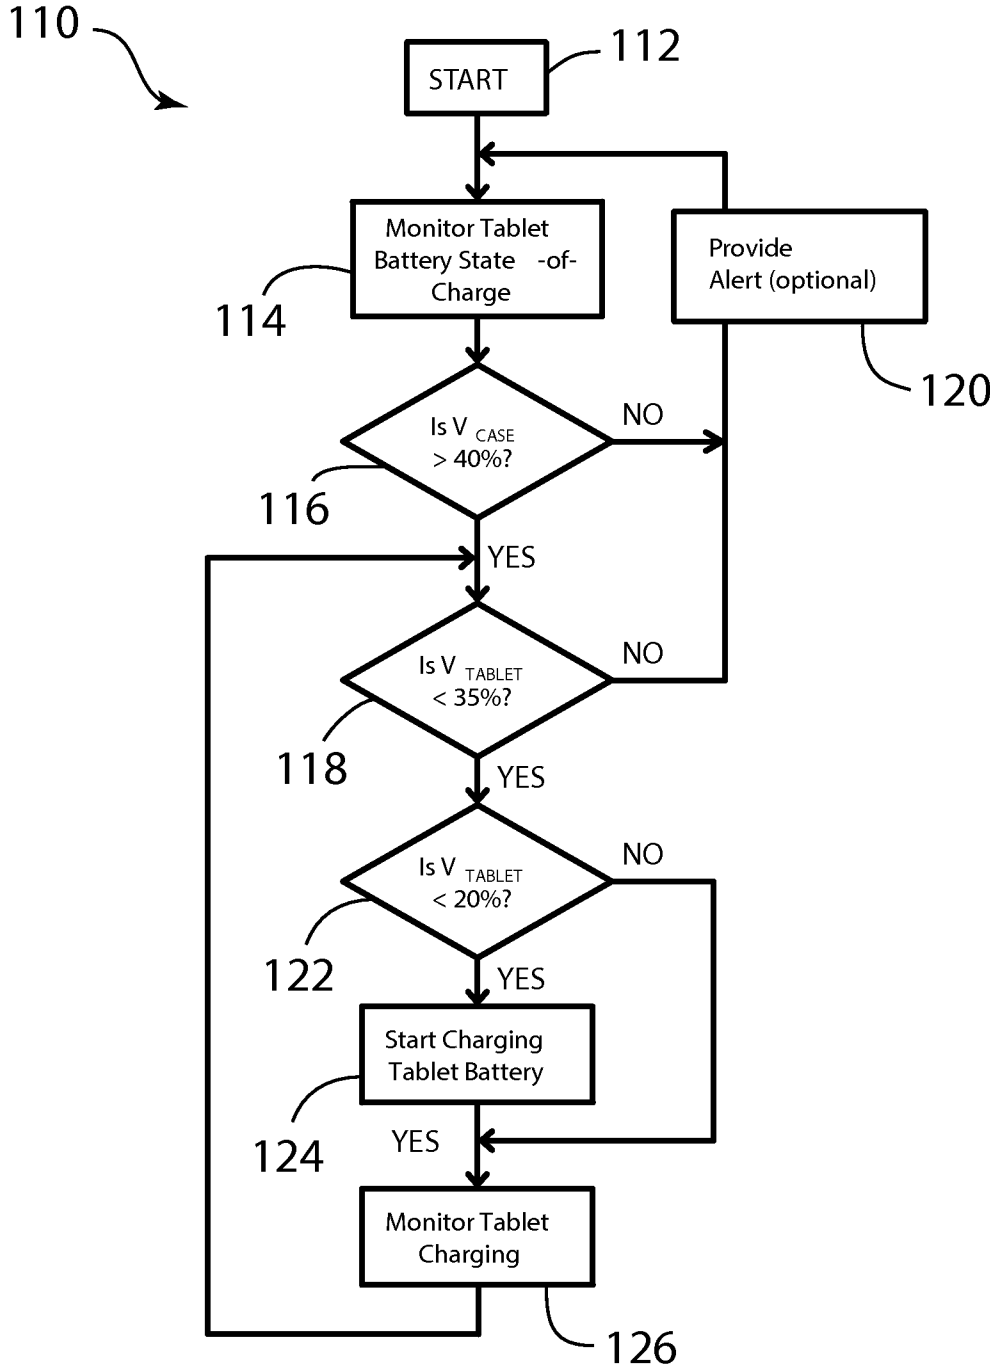 110
START
112
Monitor Tablet
Battery State -of-
Charge
114
Provide
Alert (optional)
120
Is V CASE
> 40%?
NO
116
YES
Is V TABLET
< 35%?
NO
118
YES
Is V TABLET
< 20%?
NO
122
YES
Start Charging
Tablet Battery
124
YES
Monitor Tablet
Charging
126